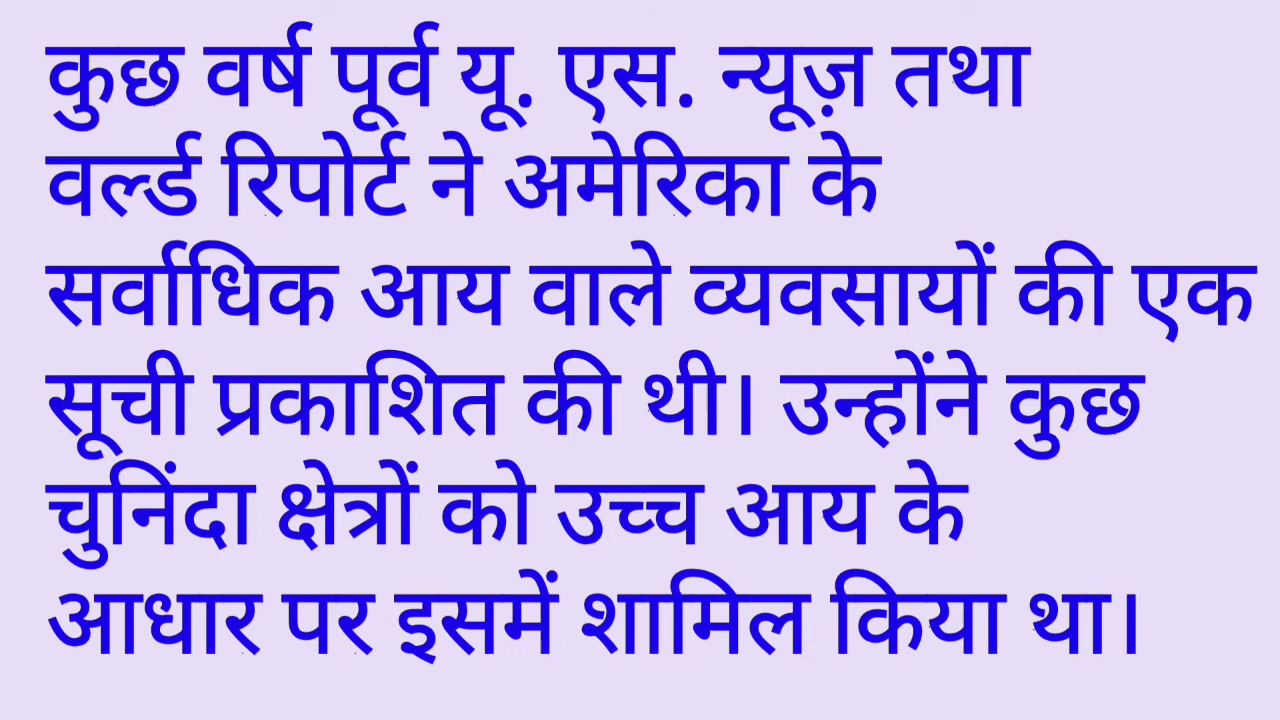 कुछ वर्ष पूर्व यू. एस. न्यूज़ तथा
वर्ल्ड रिपोर्ट ने अमेरिका के
सर्वाधिक आय वाले व्यवसायों की एक
सूची प्रकाशित की थी। उन्होंने कुछ
चुनिंदा क्षेत्रों को उच्च आय के
आधार पर इसमें शामिल किया था।